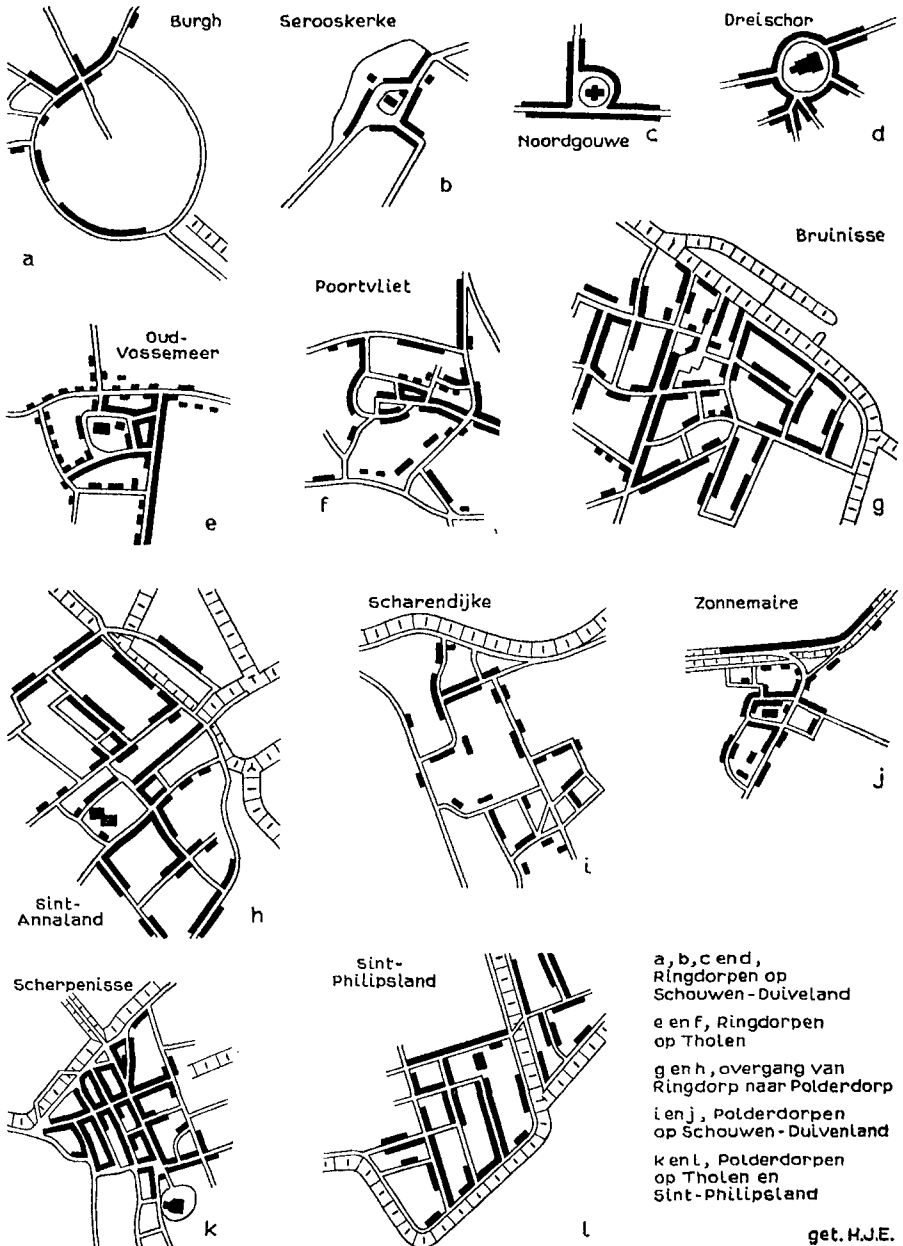 Burgh
a
Serooskerke
b
Noordgouwe
c
Dreischor
d
Oud-
Vossemeer
e
Poortvliet
f
Bruinisse
g
Sint-
Annaland
h
Scharendijke
i
Zonnemaire
j
Scherpenisse
k
Sint-
Philipsland
l
a, b, c en d,
Ringdorpen op
Schouwen-Duiveland
e en f, Ringdorpen
op Tholen
g en h, overgang van
Ringdorp naar Polderdorp
i en j, Polderdorpen
op Schouwen-Duivenland
k en l, Polderdorpen
op Tholen en
Sint-Philipsland
get. H.J.E.